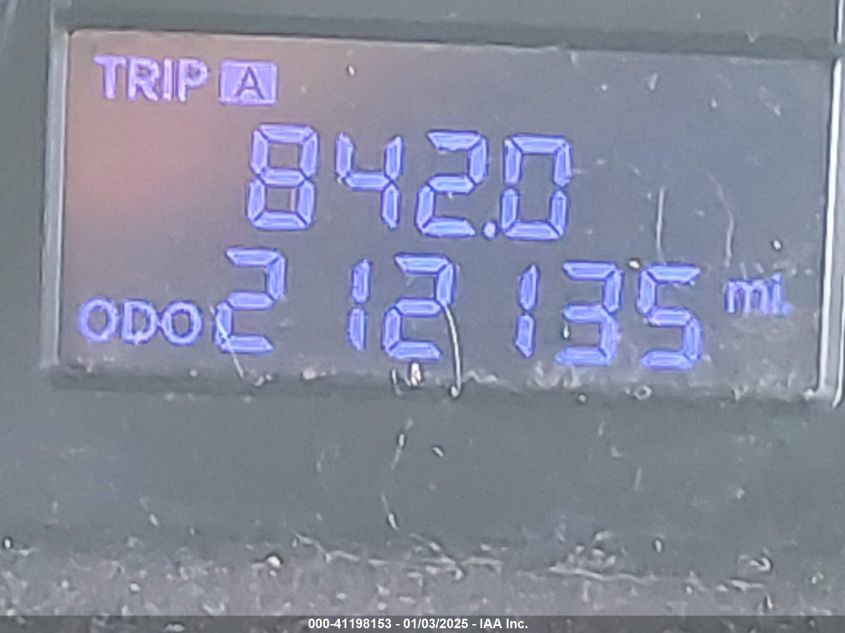 TRIP A
842.0
ODO 212135 mi.
000-41198153 - 01/03/2025 - IAA Inc.